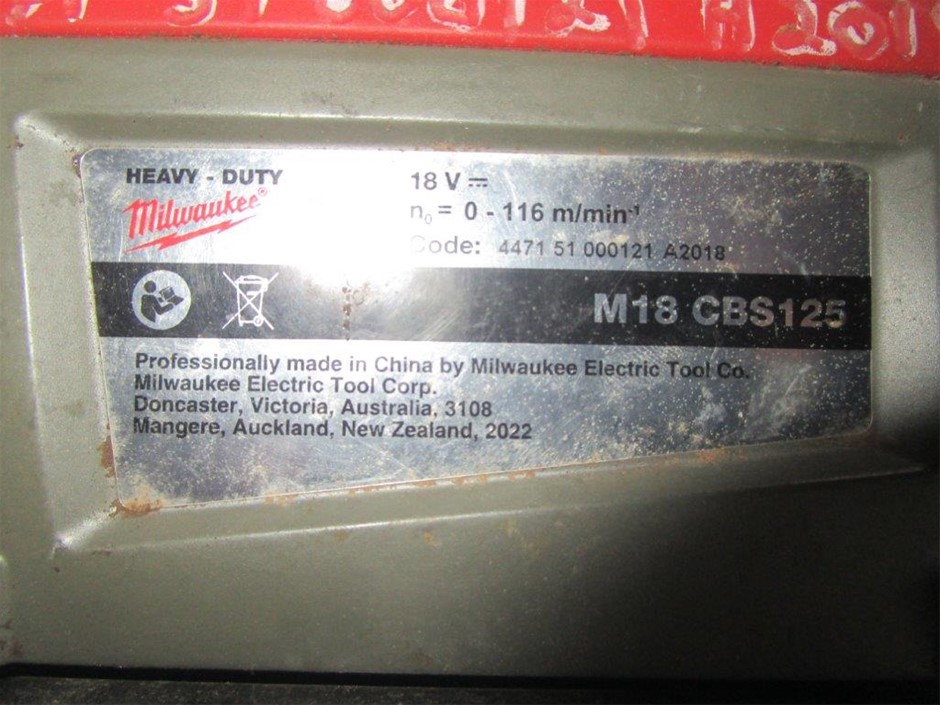 HEAVY - DUTY
Milwaukee®
18 V ⎓
n₀ = 0 - 116 m/min⁻¹
Code: 4471 51 000121 A2018
M18 CBS125
Professionally made in China by Milwaukee Electric Tool Co.
Milwaukee Electric Tool Corp.
Doncaster, Victoria, Australia, 3108
Mangere, Auckland, New Zealand, 2022